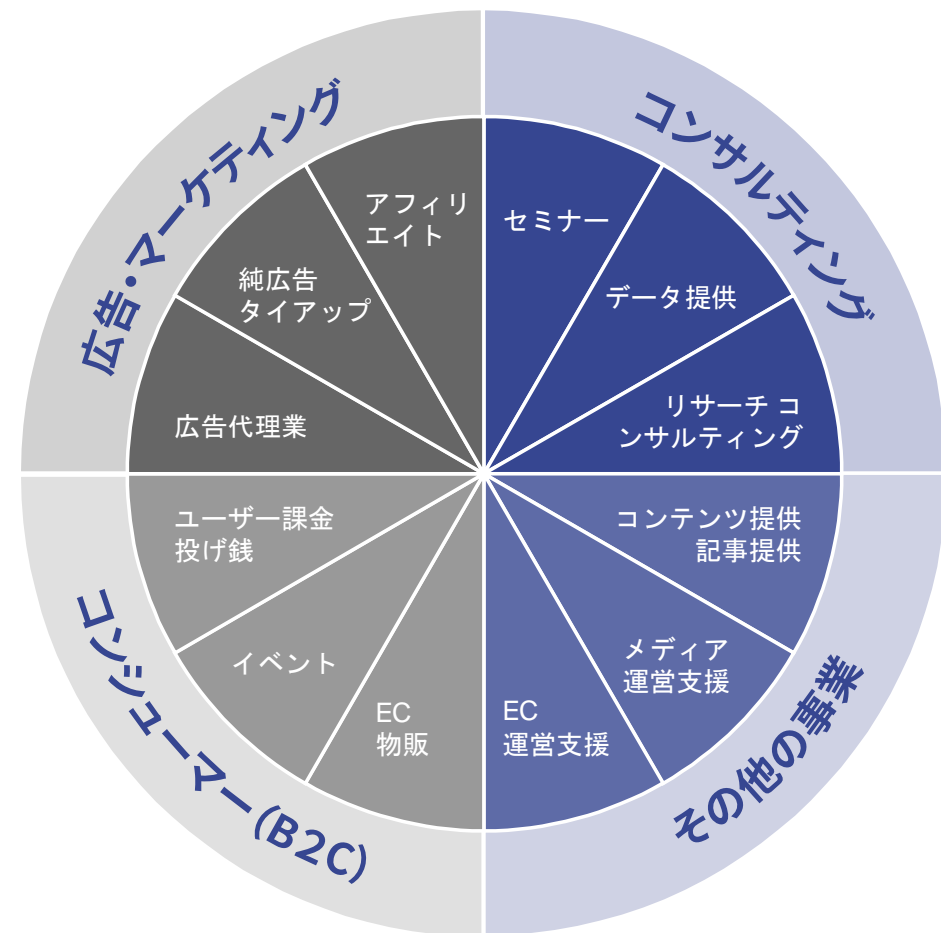 広告・マーケティング
アフィリ
エイト
純広告
タイアップ
広告代理業
コンサルティング
セミナー
データ提供
リサーチ コ
ンサルティング
コンシューマー(B2C)
ユーザー課金
投げ銭
イベント
EC
物販
その他の事業
コンテンツ提供
記事提供
メディア
運営支援
EC
運営支援